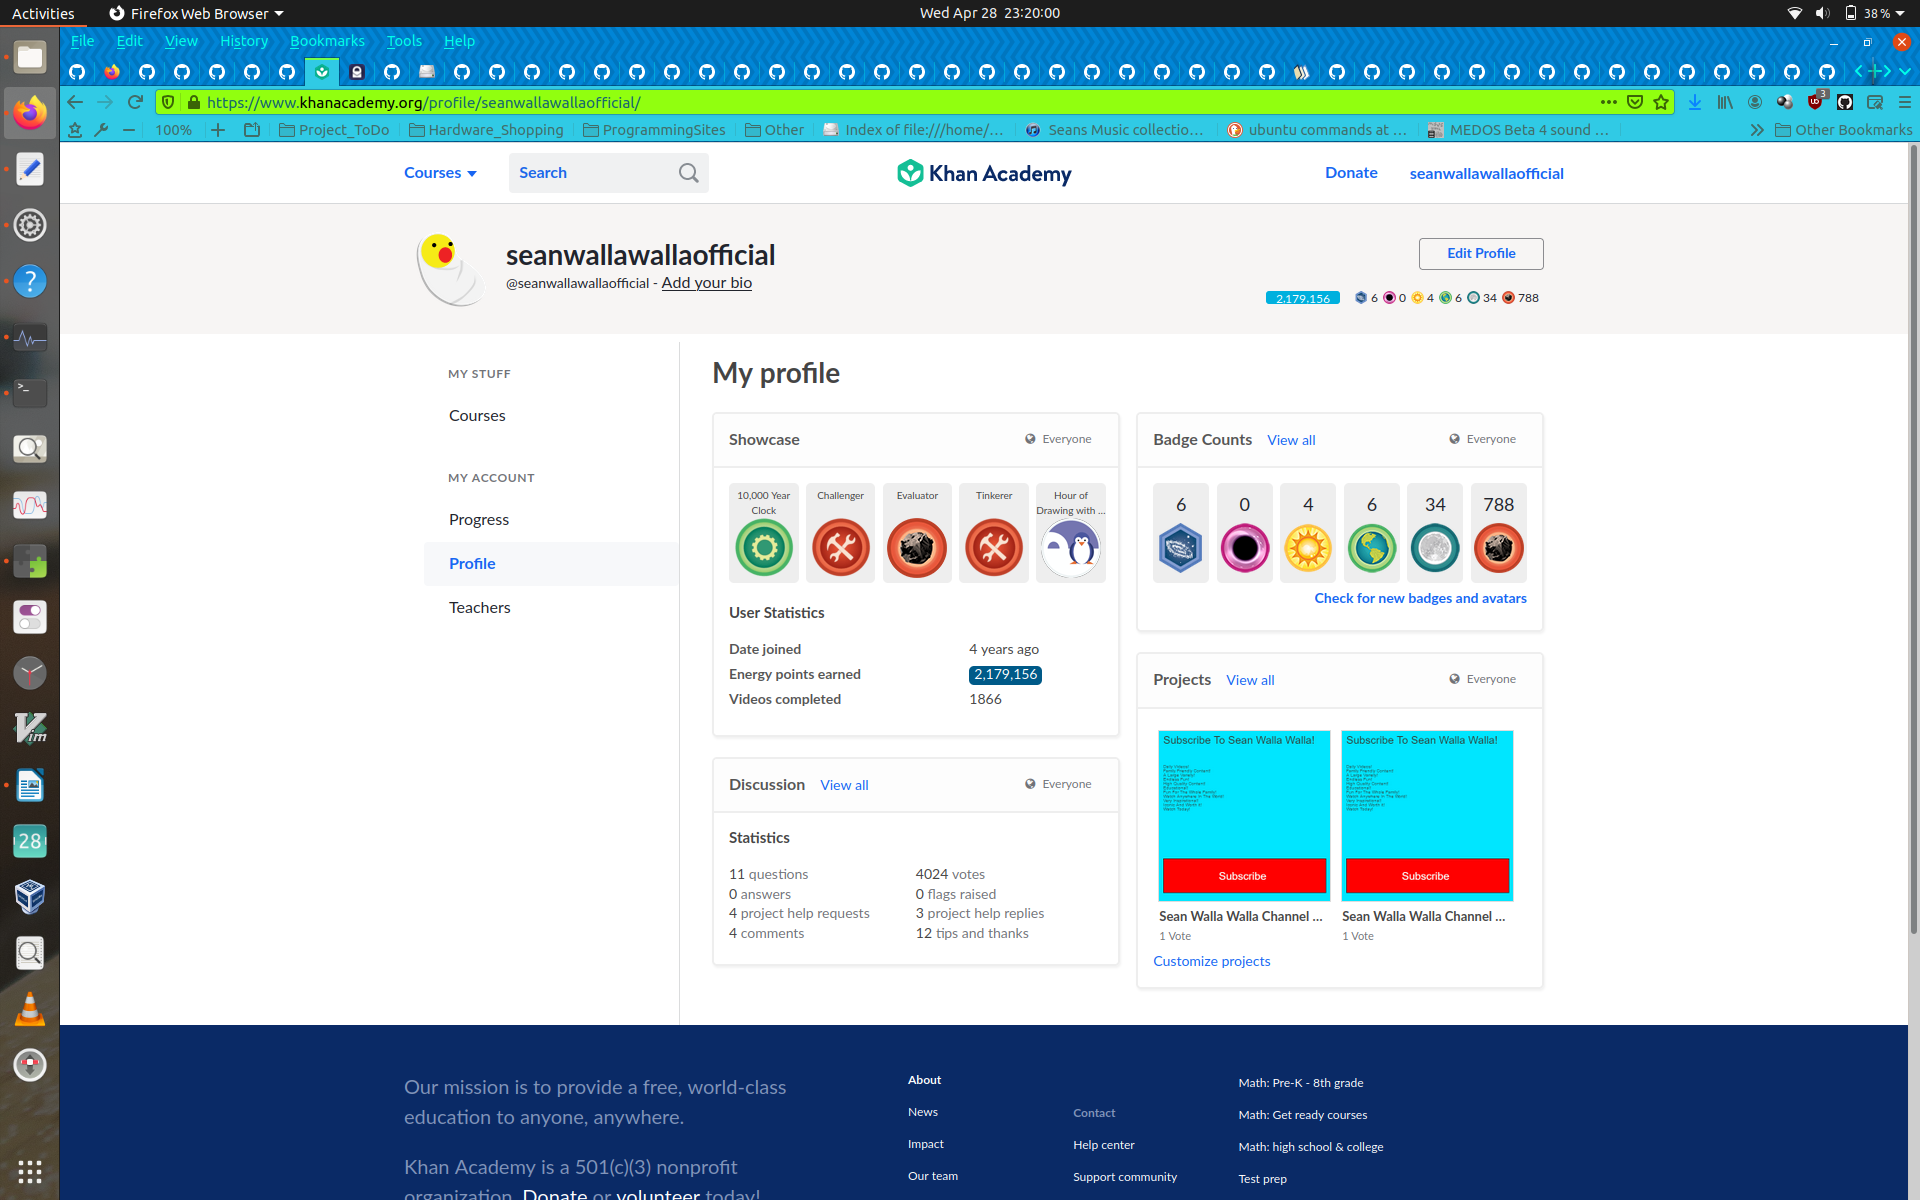 Activities
Firefox Web Browser
Wed Apr 28 23:20:00
38 %
File Edit View History Bookmarks Tools Help
https://www.khanacademy.org/profile/seanwallawallaofficial/
3
100%
Project_ToDo
Hardware_Shopping
ProgrammingSites
Other
Index of file:///home/...
Seans Music collectio...
ubuntu commands at ...
MEDOS Beta 4 sound ...
Other Bookmarks
Courses
Search
Khan Academy
Donate
seanwallawallaofficial
seanwallawallaofficial
@seanwallawallaofficial - Add your bio
Edit Profile
2,179,156 6 0 4 6 34 788
MY STUFF
Courses
MY ACCOUNT
Progress
Profile
Teachers
My profile
Showcase
Everyone
10,000 Year Clock
Challenger
Evaluator
Tinkerer
Hour of Drawing with ...
User Statistics
Date joined 4 years ago
Energy points earned 2,179,156
Videos completed 1866
Badge Counts View all
Everyone
6 0 4 6 34 788
Check for new badges and avatars
Discussion View all
Everyone
Statistics
11 questions 4024 votes
0 answers 0 flags raised
4 project help requests 3 project help replies
4 comments 12 tips and thanks
Projects View all
Everyone
Subscribe To Sean Walla Walla!
Subscribe
Sean Walla Walla Channel ...
1 Vote
Subscribe To Sean Walla Walla!
Subscribe
Sean Walla Walla Channel ...
1 Vote
Customize projects
Our mission is to provide a free, world-class
education to anyone, anywhere.
Khan Academy is a 501(c)(3) nonprofit
organization. Donate or volunteer today!
About
News
Impact
Our team
Contact
Help center
Support community
Math: Pre-K - 8th grade
Math: Get ready courses
Math: high school & college
Test prep
28
Vim